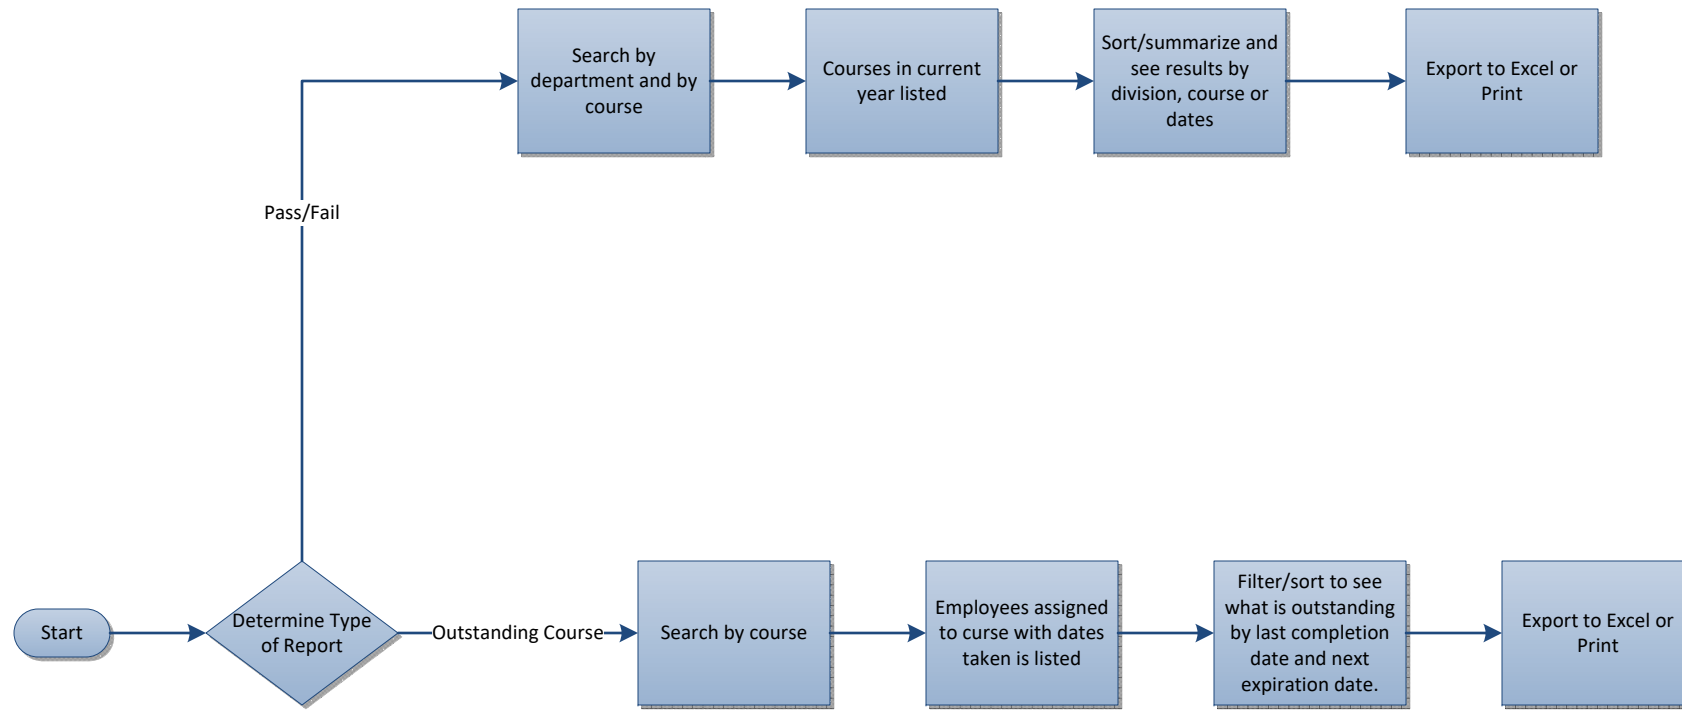 Search by
department and by
course
Courses in current
year listed
Sort/summarize and
see results by
division, course or
dates
Export to Excel or
Print
Pass/Fail
Start
Determine Type
of Report
Outstanding Course
Search by course
Employees assigned
to curse with dates
taken is listed
Filter/sort to see
what is outstanding
by last completion
date and next
expiration date.
Export to Excel or
Print